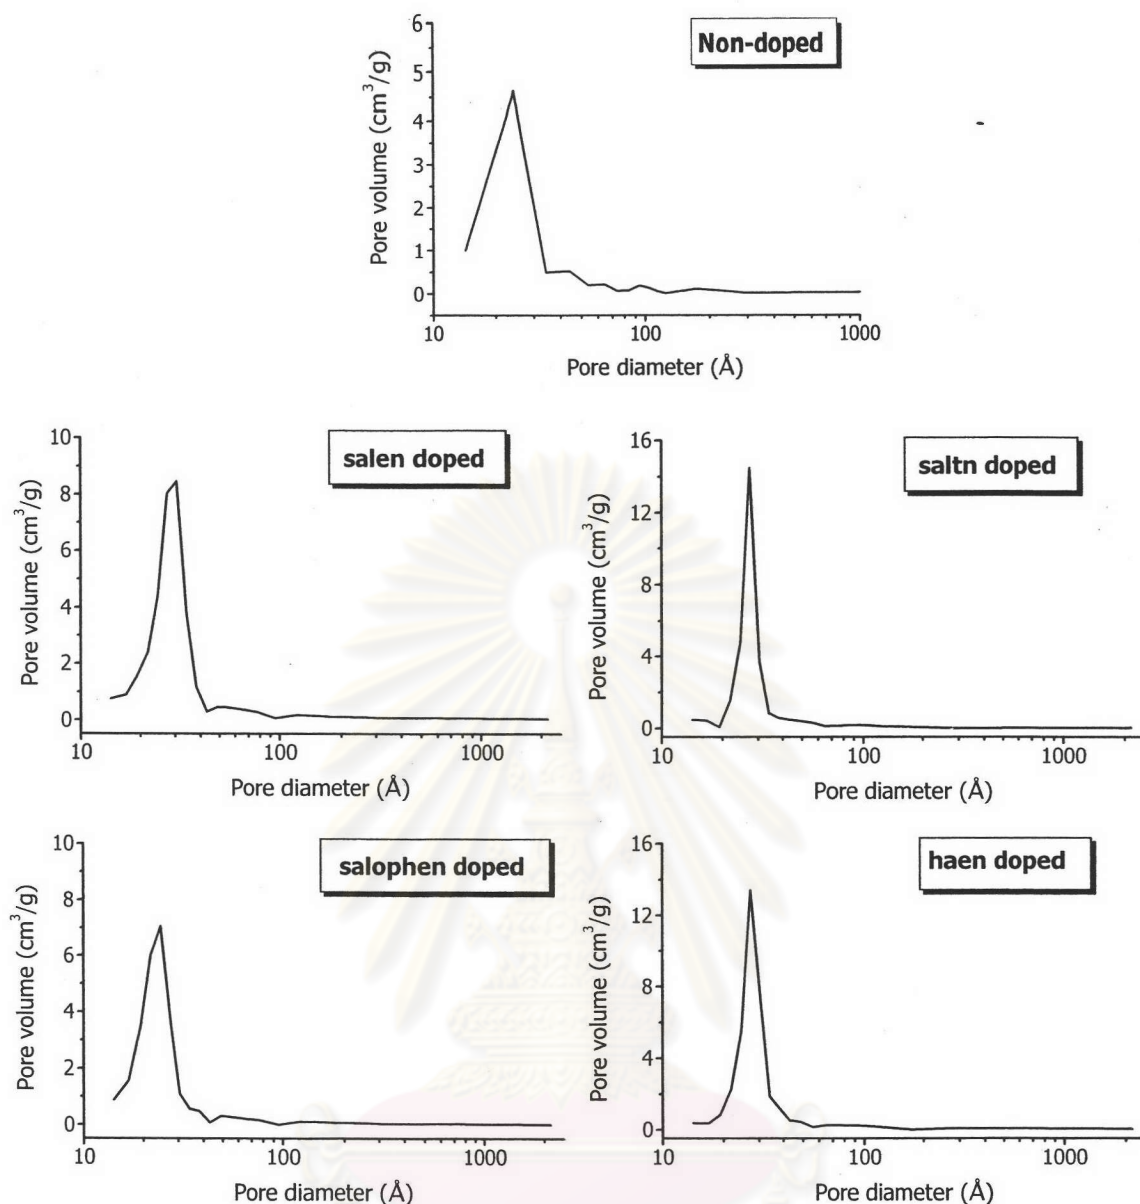 Non-doped
Pore volume (cm³/g)
6
5
4
3
2
1
0
10 100 1000
Pore diameter (Å)
salen doped
Pore volume (cm³/g)
10
8
6
4
2
0
10 100 1000
Pore diameter (Å)
saltn doped
Pore volume (cm³/g)
16
12
8
4
0
10 100 1000
Pore diameter (Å)
salophen doped
Pore volume (cm³/g)
10
8
6
4
2
0
10 100 1000
Pore diameter (Å)
haen doped
Pore volume (cm³/g)
16
12
8
4
0
10 100 1000
Pore diameter (Å)